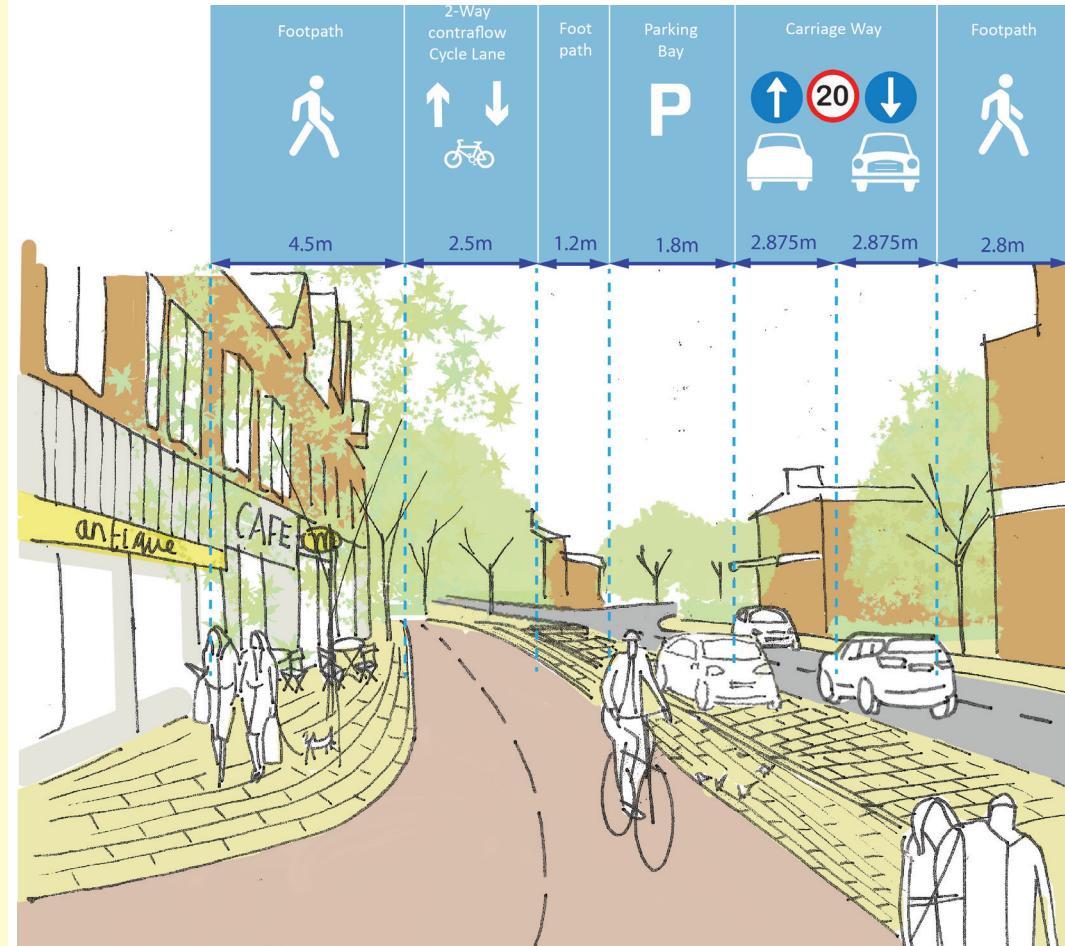 Footpath
2-Way
contraflow
Cycle Lane
Foot
path
Parking
Bay
Carriage Way
Footpath
P
20
4.5m
2.5m
1.2m
1.8m
2.875m
2.875m
2.8m
antique
CAFE